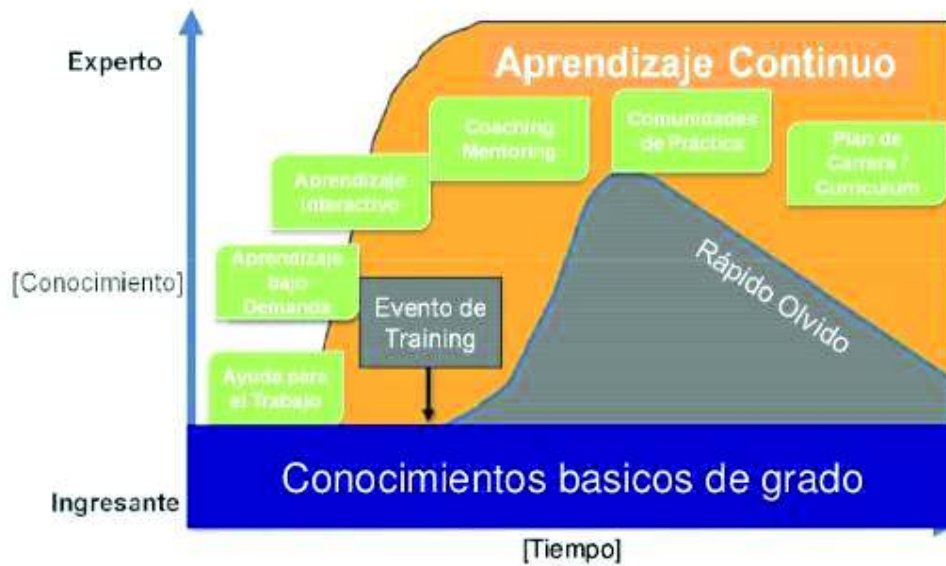 Experto
Aprendizaje Continuo
Coaching
Mentoring
Comunidades
de Práctica
Plan de
Carrera /
Curriculum
Aprendizaje
Interactivo
[Conocimiento]
Aprendizaje
bajo
Demanda
Evento de
Training
Rápido Olvido
Ayuda para
el Trabajo
Conocimientos basicos de grado
Ingresante
[Tiempo]